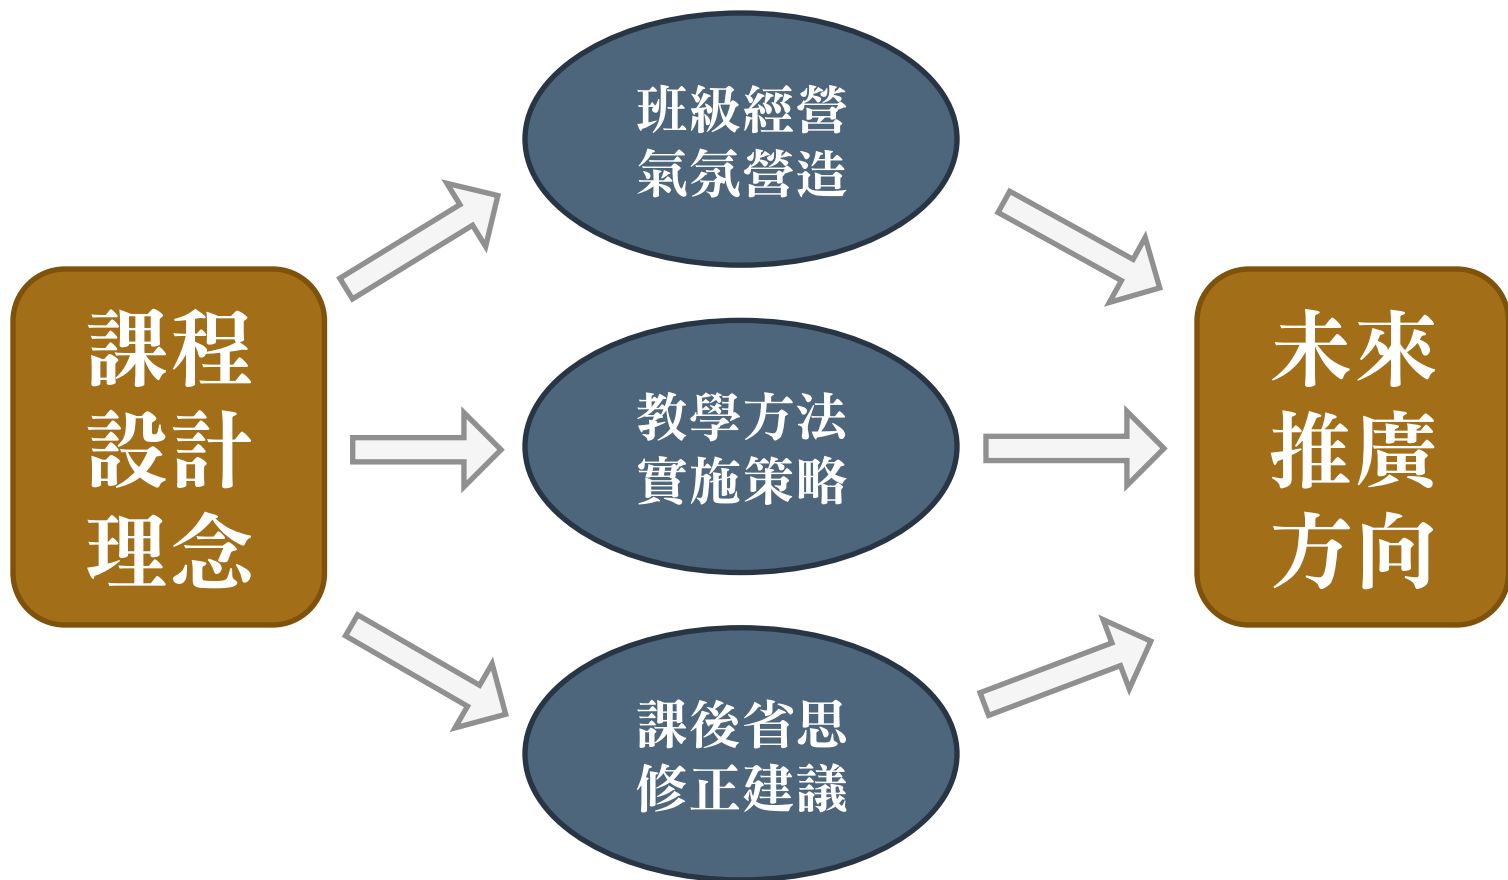 課程
設計
理念
班級經營
氣氛營造
教學方法
實施策略
課後省思
修正建議
未來
推廣
方向